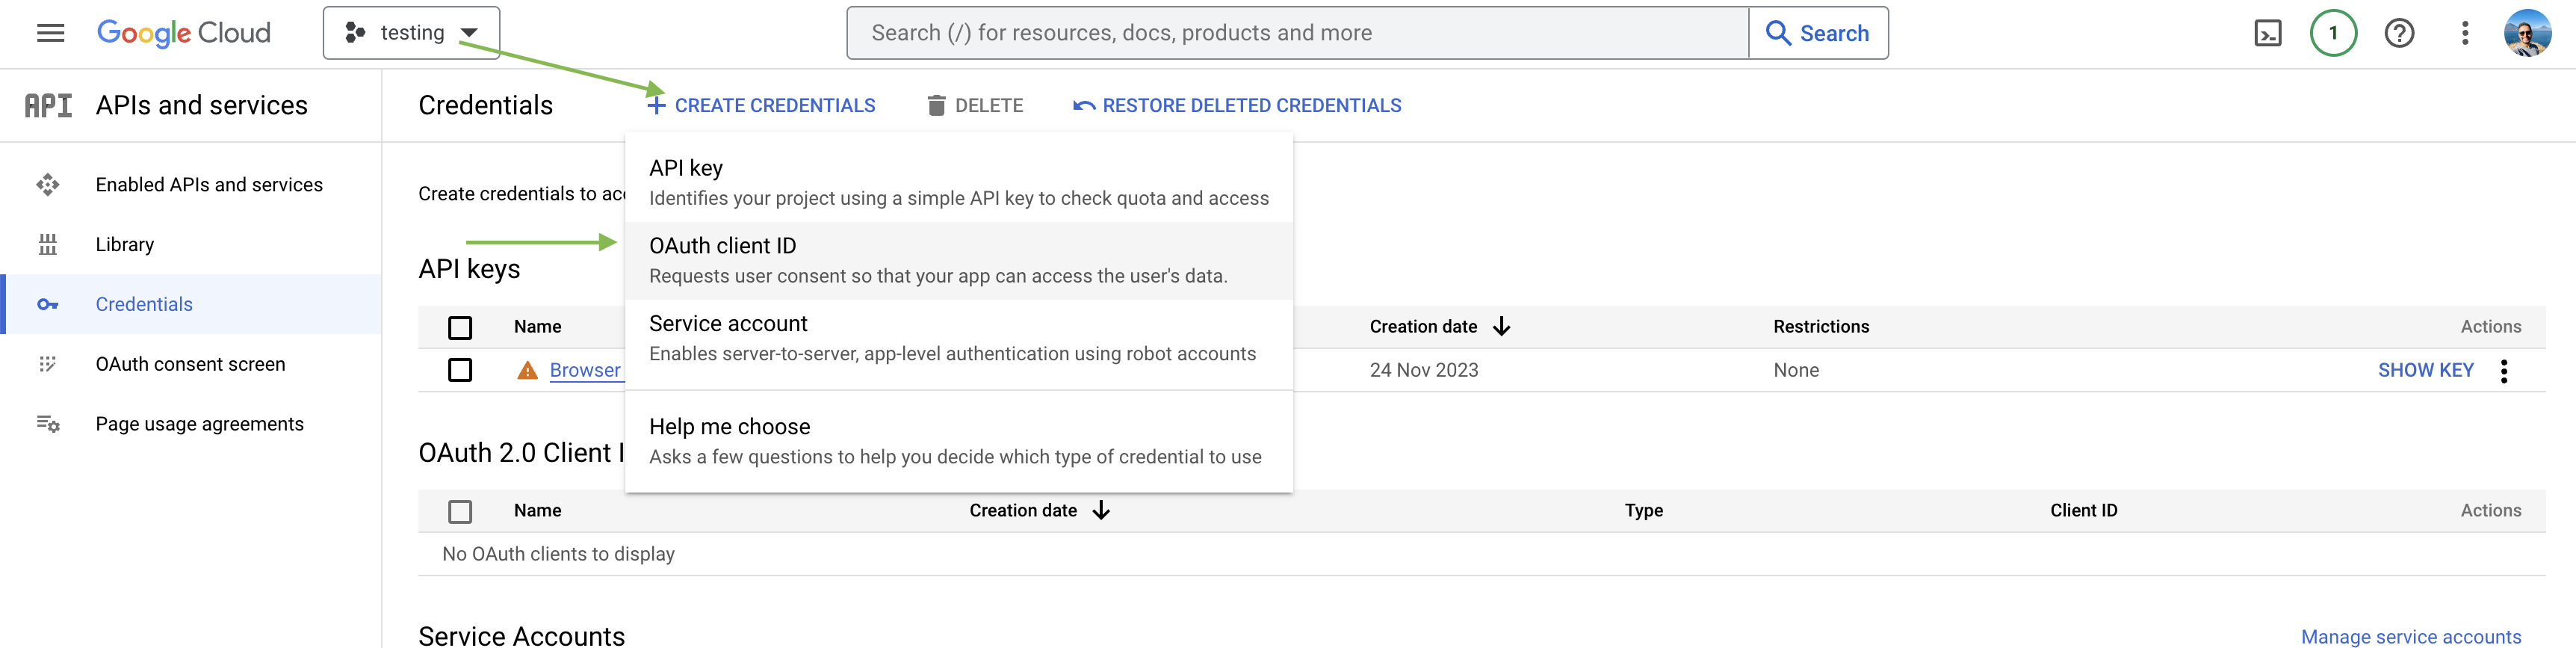 Google Cloud
testing
Search (/) for resources, docs, products and more
Search
1
API
APIs and services
Credentials
+ CREATE CREDENTIALS
DELETE
RESTORE DELETED CREDENTIALS
Enabled APIs and services
Library
Credentials
OAuth consent screen
Page usage agreements
Create credentials to acc
API key
Identifies your project using a simple API key to check quota and access
OAuth client ID
Requests user consent so that your app can access the user's data.
Service account
Enables server-to-server, app-level authentication using robot accounts
Help me choose
Asks a few questions to help you decide which type of credential to use
API keys
Name
Creation date
Restrictions
Actions
Browser
24 Nov 2023
None
SHOW KEY
OAuth 2.0 Client I
Name
Creation date
Type
Client ID
Actions
No OAuth clients to display
Service Accounts
Manage service accounts